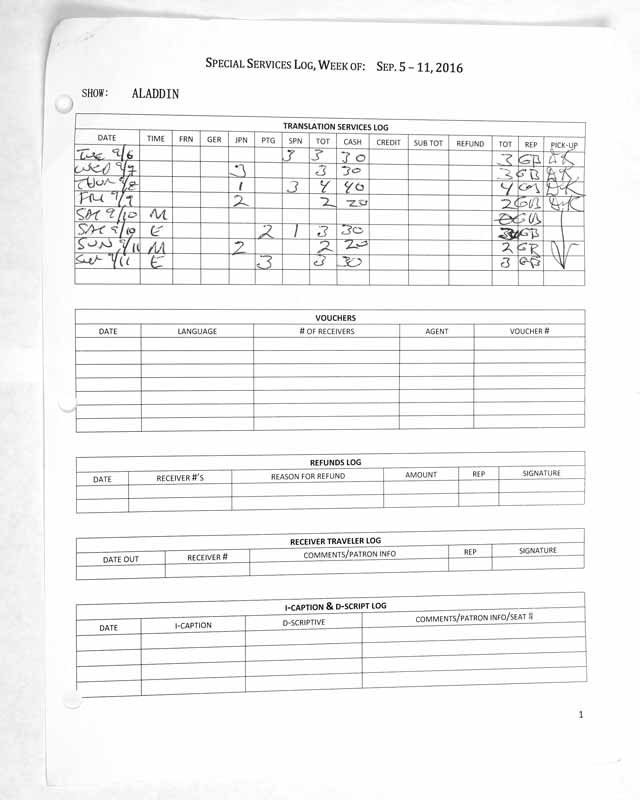 SPECIAL SERVICES LOG, WEEK OF: SEP. 5 – 11, 2016
SHOW: ALADDIN
TRANSLATION SERVICES LOG
DATE TIME FRN GER JPN PTG SPN TOT CASH CREDIT SUB TOT REFUND TOT REP PICK-UP
TUE 9/6 3 3 30 3 GB AK
WED 9/7 3 3 30 3 GB AK
THUR 9/8 1 3 4 40 4 GB AK
FRI 9/9 2 2 20 2 GB AK
SAT 9/10 M 0 GB
SAT 9/10 E 2 1 3 30 3 GB
SUN 9/11 M 2 2 20 2 GB
SUN 9/11 E 3 3 30 3 GB
VOUCHERS
DATE LANGUAGE # OF RECEIVERS AGENT VOUCHER #
REFUNDS LOG
DATE RECEIVER #'S REASON FOR REFUND AMOUNT REP SIGNATURE
RECEIVER TRAVELER LOG
DATE OUT RECEIVER # COMMENTS/PATRON INFO REP SIGNATURE
I-CAPTION & D-SCRIPT LOG
DATE I-CAPTION D-SCRIPTIVE COMMENTS/PATRON INFO/SEAT #
1